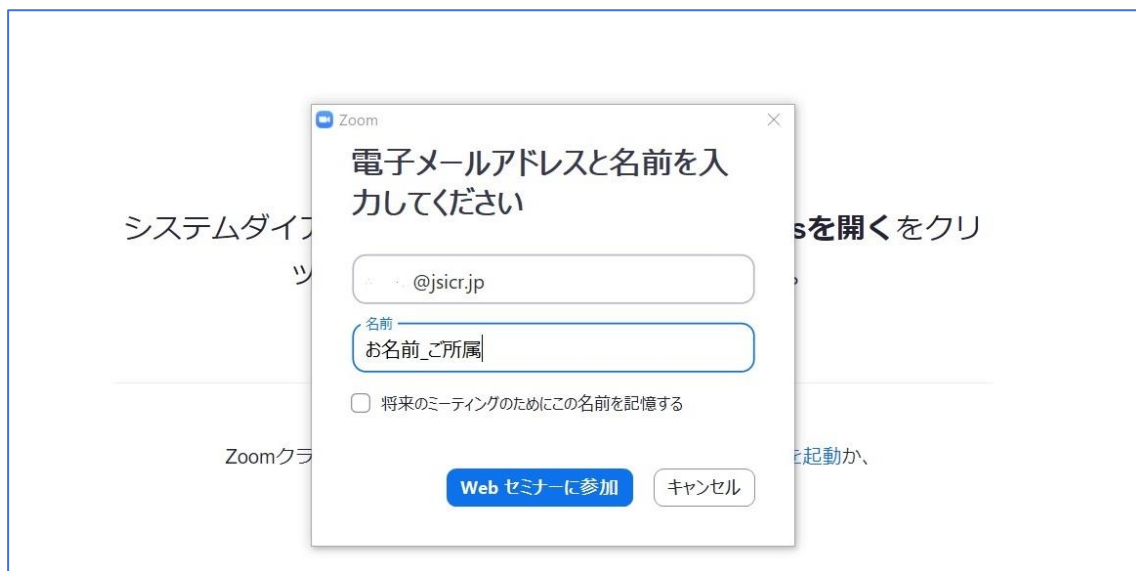 Zoom
電子メールアドレスと名前を入
力してください
システムダイア
sを開くをクリ
ッ
@jsicr.jp
名前
お名前_ご所属
将来のミーティングのためにこの名前を記憶する
Zoomクラ
を起動か、
Web セミナーに参加
キャンセル